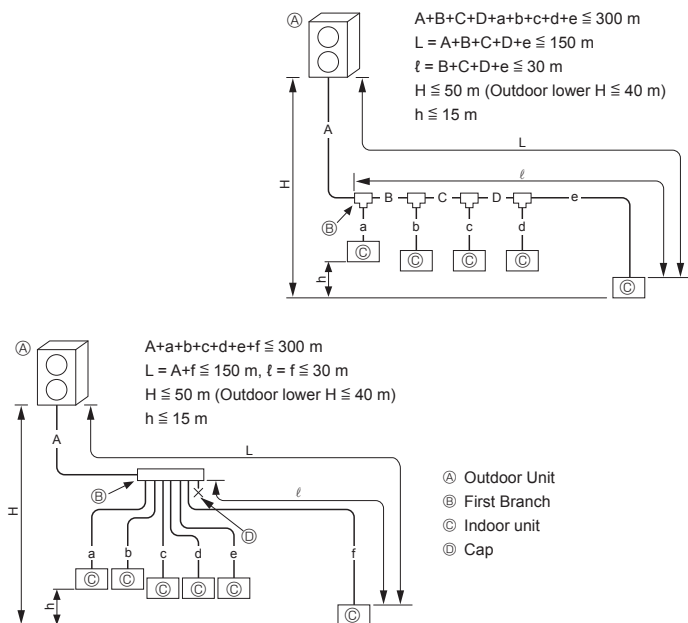 Ⓐ
A+B+C+D+a+b+c+d+e ≦ 300 m
L = A+B+C+D+e ≦ 150 m
ℓ = B+C+D+e ≦ 30 m
H ≦ 50 m (Outdoor lower H ≦ 40 m)
h ≦ 15 m
A
L
H
ℓ
B C D e
Ⓑ
a b c d
Ⓒ Ⓒ Ⓒ Ⓒ
h
Ⓒ
Ⓐ
A+a+b+c+d+e+f ≦ 300 m
L = A+f ≦ 150 m, ℓ = f ≦ 30 m
H ≦ 50 m (Outdoor lower H ≦ 40 m)
h ≦ 15 m
A
L
H
Ⓑ
ℓ
Ⓓ
a b c d e f
Ⓒ Ⓒ Ⓒ Ⓒ Ⓒ
h
Ⓒ
Ⓐ Outdoor Unit
Ⓑ First Branch
Ⓒ Indoor unit
Ⓓ Cap